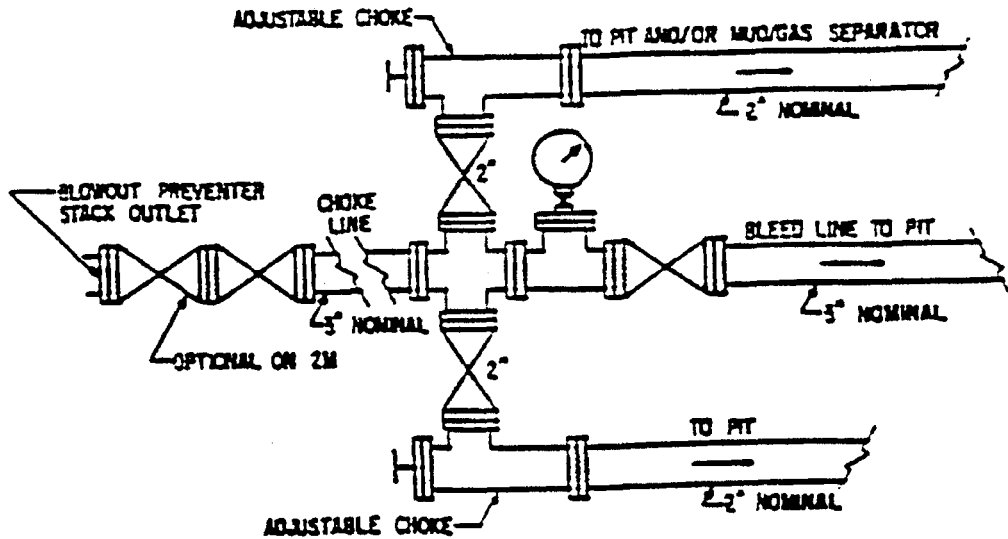 ADJUSTABLE CHOKE
TO PIT AND/OR MUD/GAS SEPARATOR
2" NOMINAL
2"
BLOWOUT PREVENTER
STACK OUTLET
CHOKE
LINE
BLEED LINE TO PIT
3" NOMINAL
3" NOMINAL
OPTIONAL ON 2M
2"
TO PIT
2" NOMINAL
ADJUSTABLE CHOKE